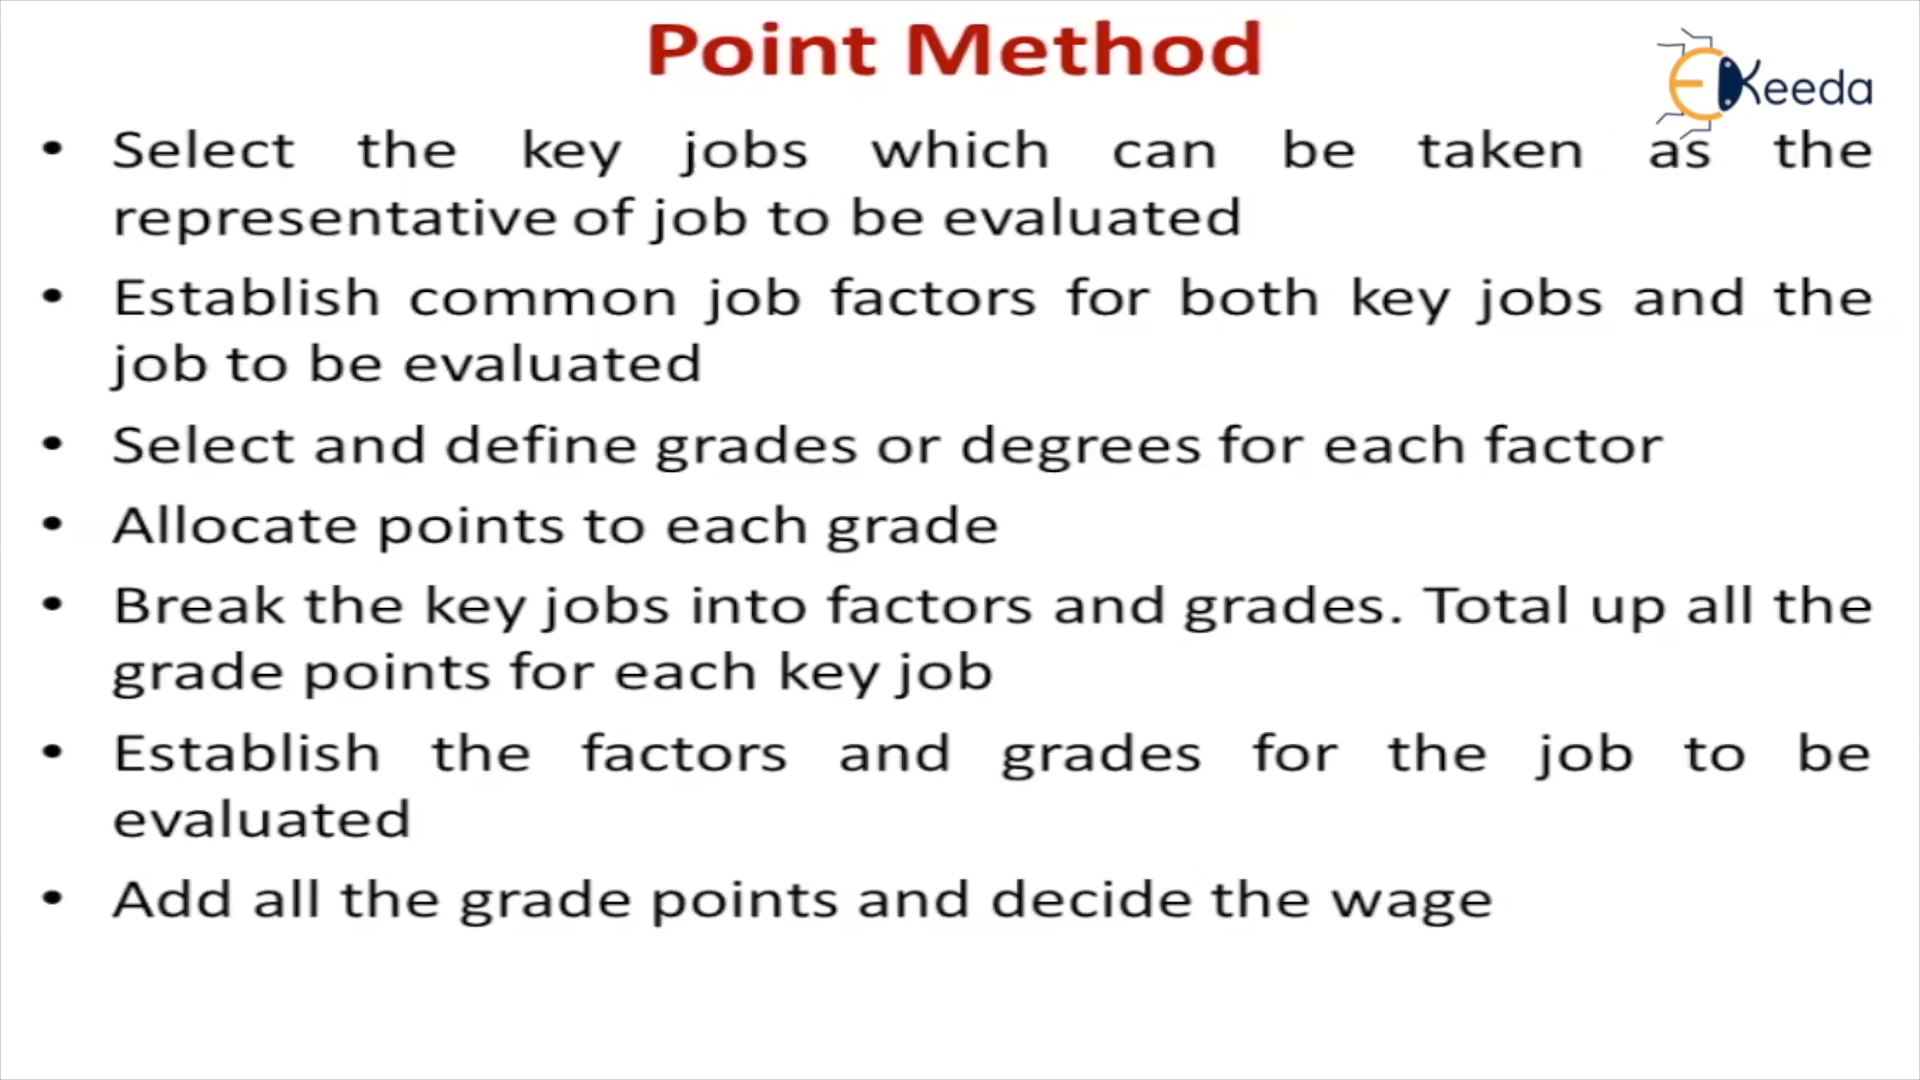 Point Method
EKeeda
• Select the key jobs which can be taken as the
representative of job to be evaluated
• Establish common job factors for both key jobs and the
job to be evaluated
• Select and define grades or degrees for each factor
• Allocate points to each grade
• Break the key jobs into factors and grades. Total up all the
grade points for each key job
• Establish the factors and grades for the job to be
evaluated
• Add all the grade points and decide the wage